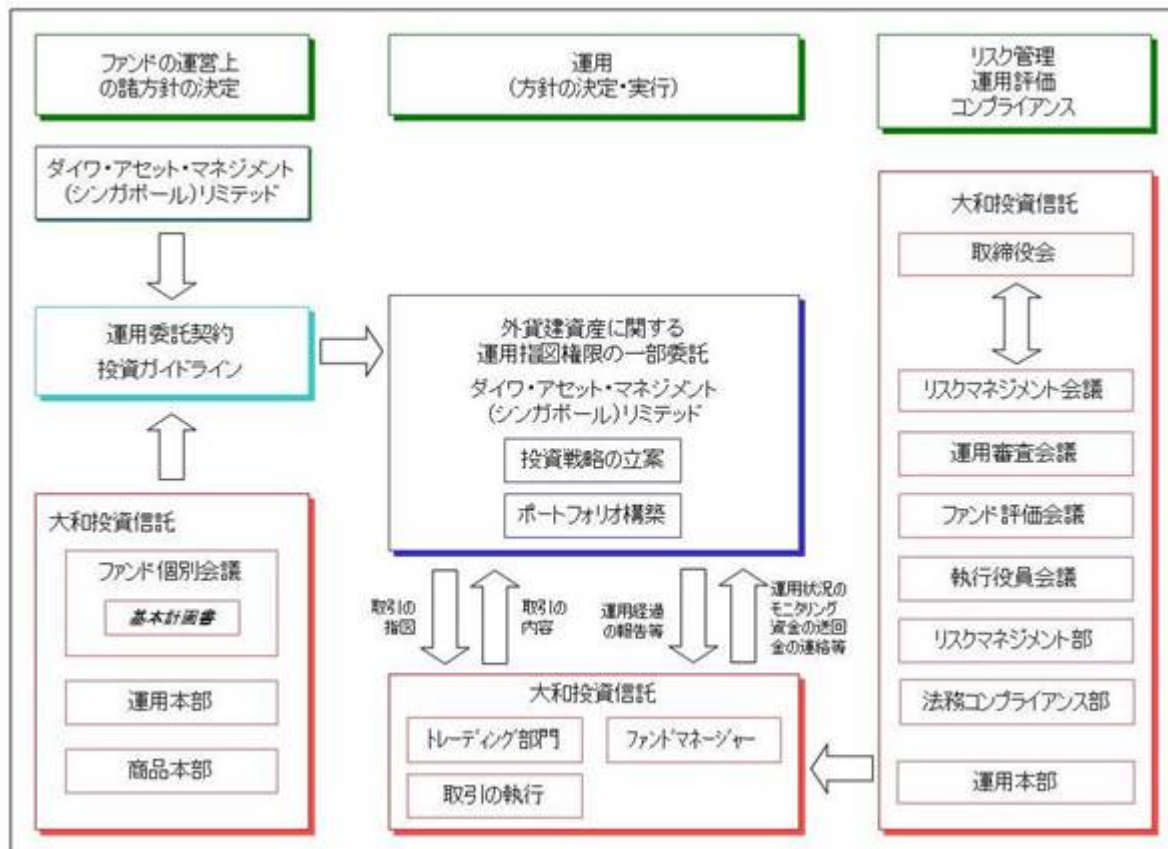 ファンドの運営上
の諸方針の決定
運用
(方針の決定・実行)
リスク管理
運用評価
コンプライアンス
ダイワ・アセット・マネジメント
(シンガポール)リミテッド
運用委託契約
投資ガイドライン
大和投資信託
ファンド個別会議
基本計画書
運用本部
商品本部
外貨建資産に関する
運用指図権限の一部委託
ダイワ・アセット・マネジメント
(シンガポール)リミテッド
投資戦略の立案
ポートフォリオ構築
取引の
指図
取引の
内容
運用経過
の報告等
運用状況の
モニタリング
資金の送回
金の連絡等
大和投資信託
トレーディング部門
ファンドマネージャー
取引の執行
大和投資信託
取締役会
リスクマネジメント会議
運用審査会議
ファンド評価会議
執行役員会議
リスクマネジメント部
法務コンプライアンス部
運用本部